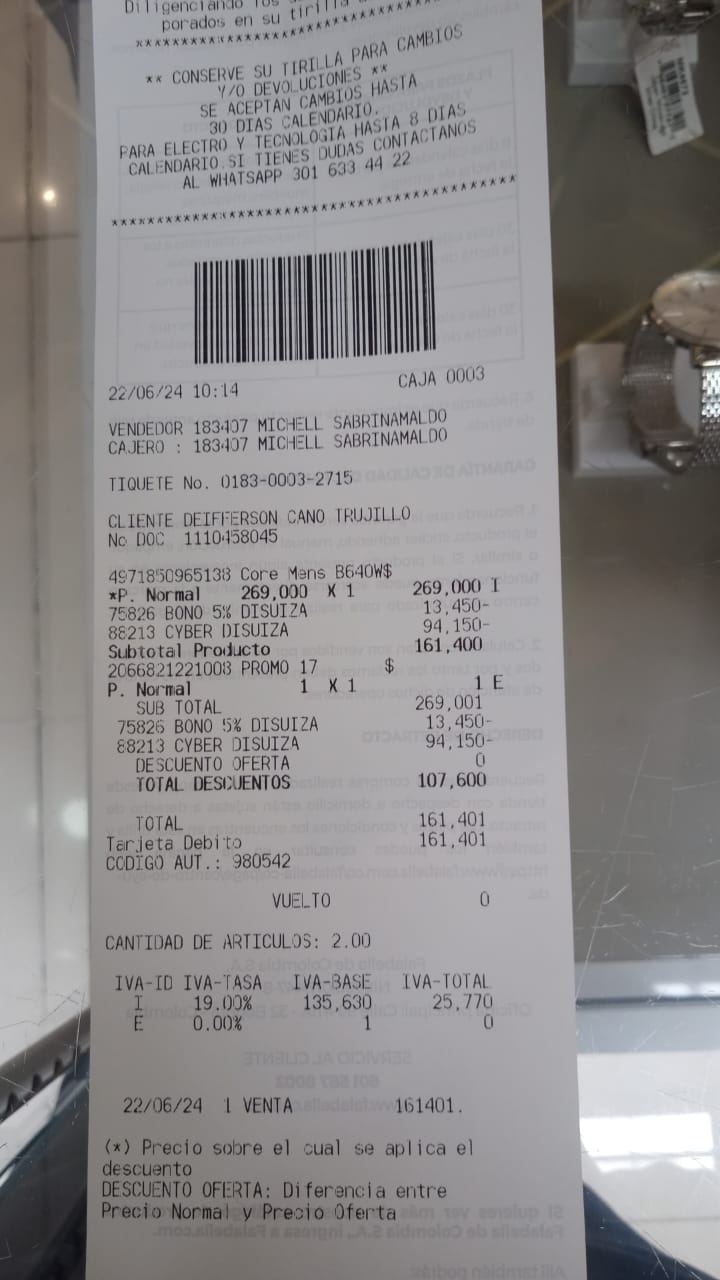 Diligenciando los
porados en su tirilla
****************************************
** CONSERVE SU TIRILLA PARA CAMBIOS
Y/O DEVOLUCIONES **
SE ACEPTAN CAMBIOS HASTA
30 DIAS CALENDARIO.
PARA ELECTRO Y TECNOLOGIA HASTA 8 DIAS
CALENDARIO.SI TIENES DUDAS CONTACTANOS
AL WHATSAPP 301 633 44 22
****************************************
22/06/24 10:14 CAJA 0003
VENDEDOR 183407 MICHELL SABRINAMALDO
CAJERO : 183407 MICHELL SABRINAMALDO
TIQUETE No. 0183-0003-2715
CLIENTE DEIFFERSON CANO TRUJILLO
No DOC 1110458045
4971850965138 Core Mens B640W$
*P. Normal 269,000 X 1 269,000 I
75826 BONO 5% DISUIZA 13,450-
88213 CYBER DISUIZA 94,150-
Subtotal Producto 161,400
2066821221003 PROMO 17 $
P. Normal 1 X 1 1 E
SUB TOTAL 269,001
75826 BONO 5% DISUIZA 13,450-
88213 CYBER DISUIZA 94,150-
DESCUENTO OFERTA 0
TOTAL DESCUENTOS 107,600
TOTAL 161,401
Tarjeta Debito 161,401
CODIGO AUT.: 980542
VUELTO 0
CANTIDAD DE ARTICULOS: 2.00
IVA-ID IVA-TASA IVA-BASE IVA-TOTAL
I 19.00% 135,630 25,770
E 0.00% 1 0
22/06/24 1 VENTA 161401.
(*) Precio sobre el cual se aplica el
descuento
DESCUENTO OFERTA: Diferencia entre
Precio Normal y Precio Oferta